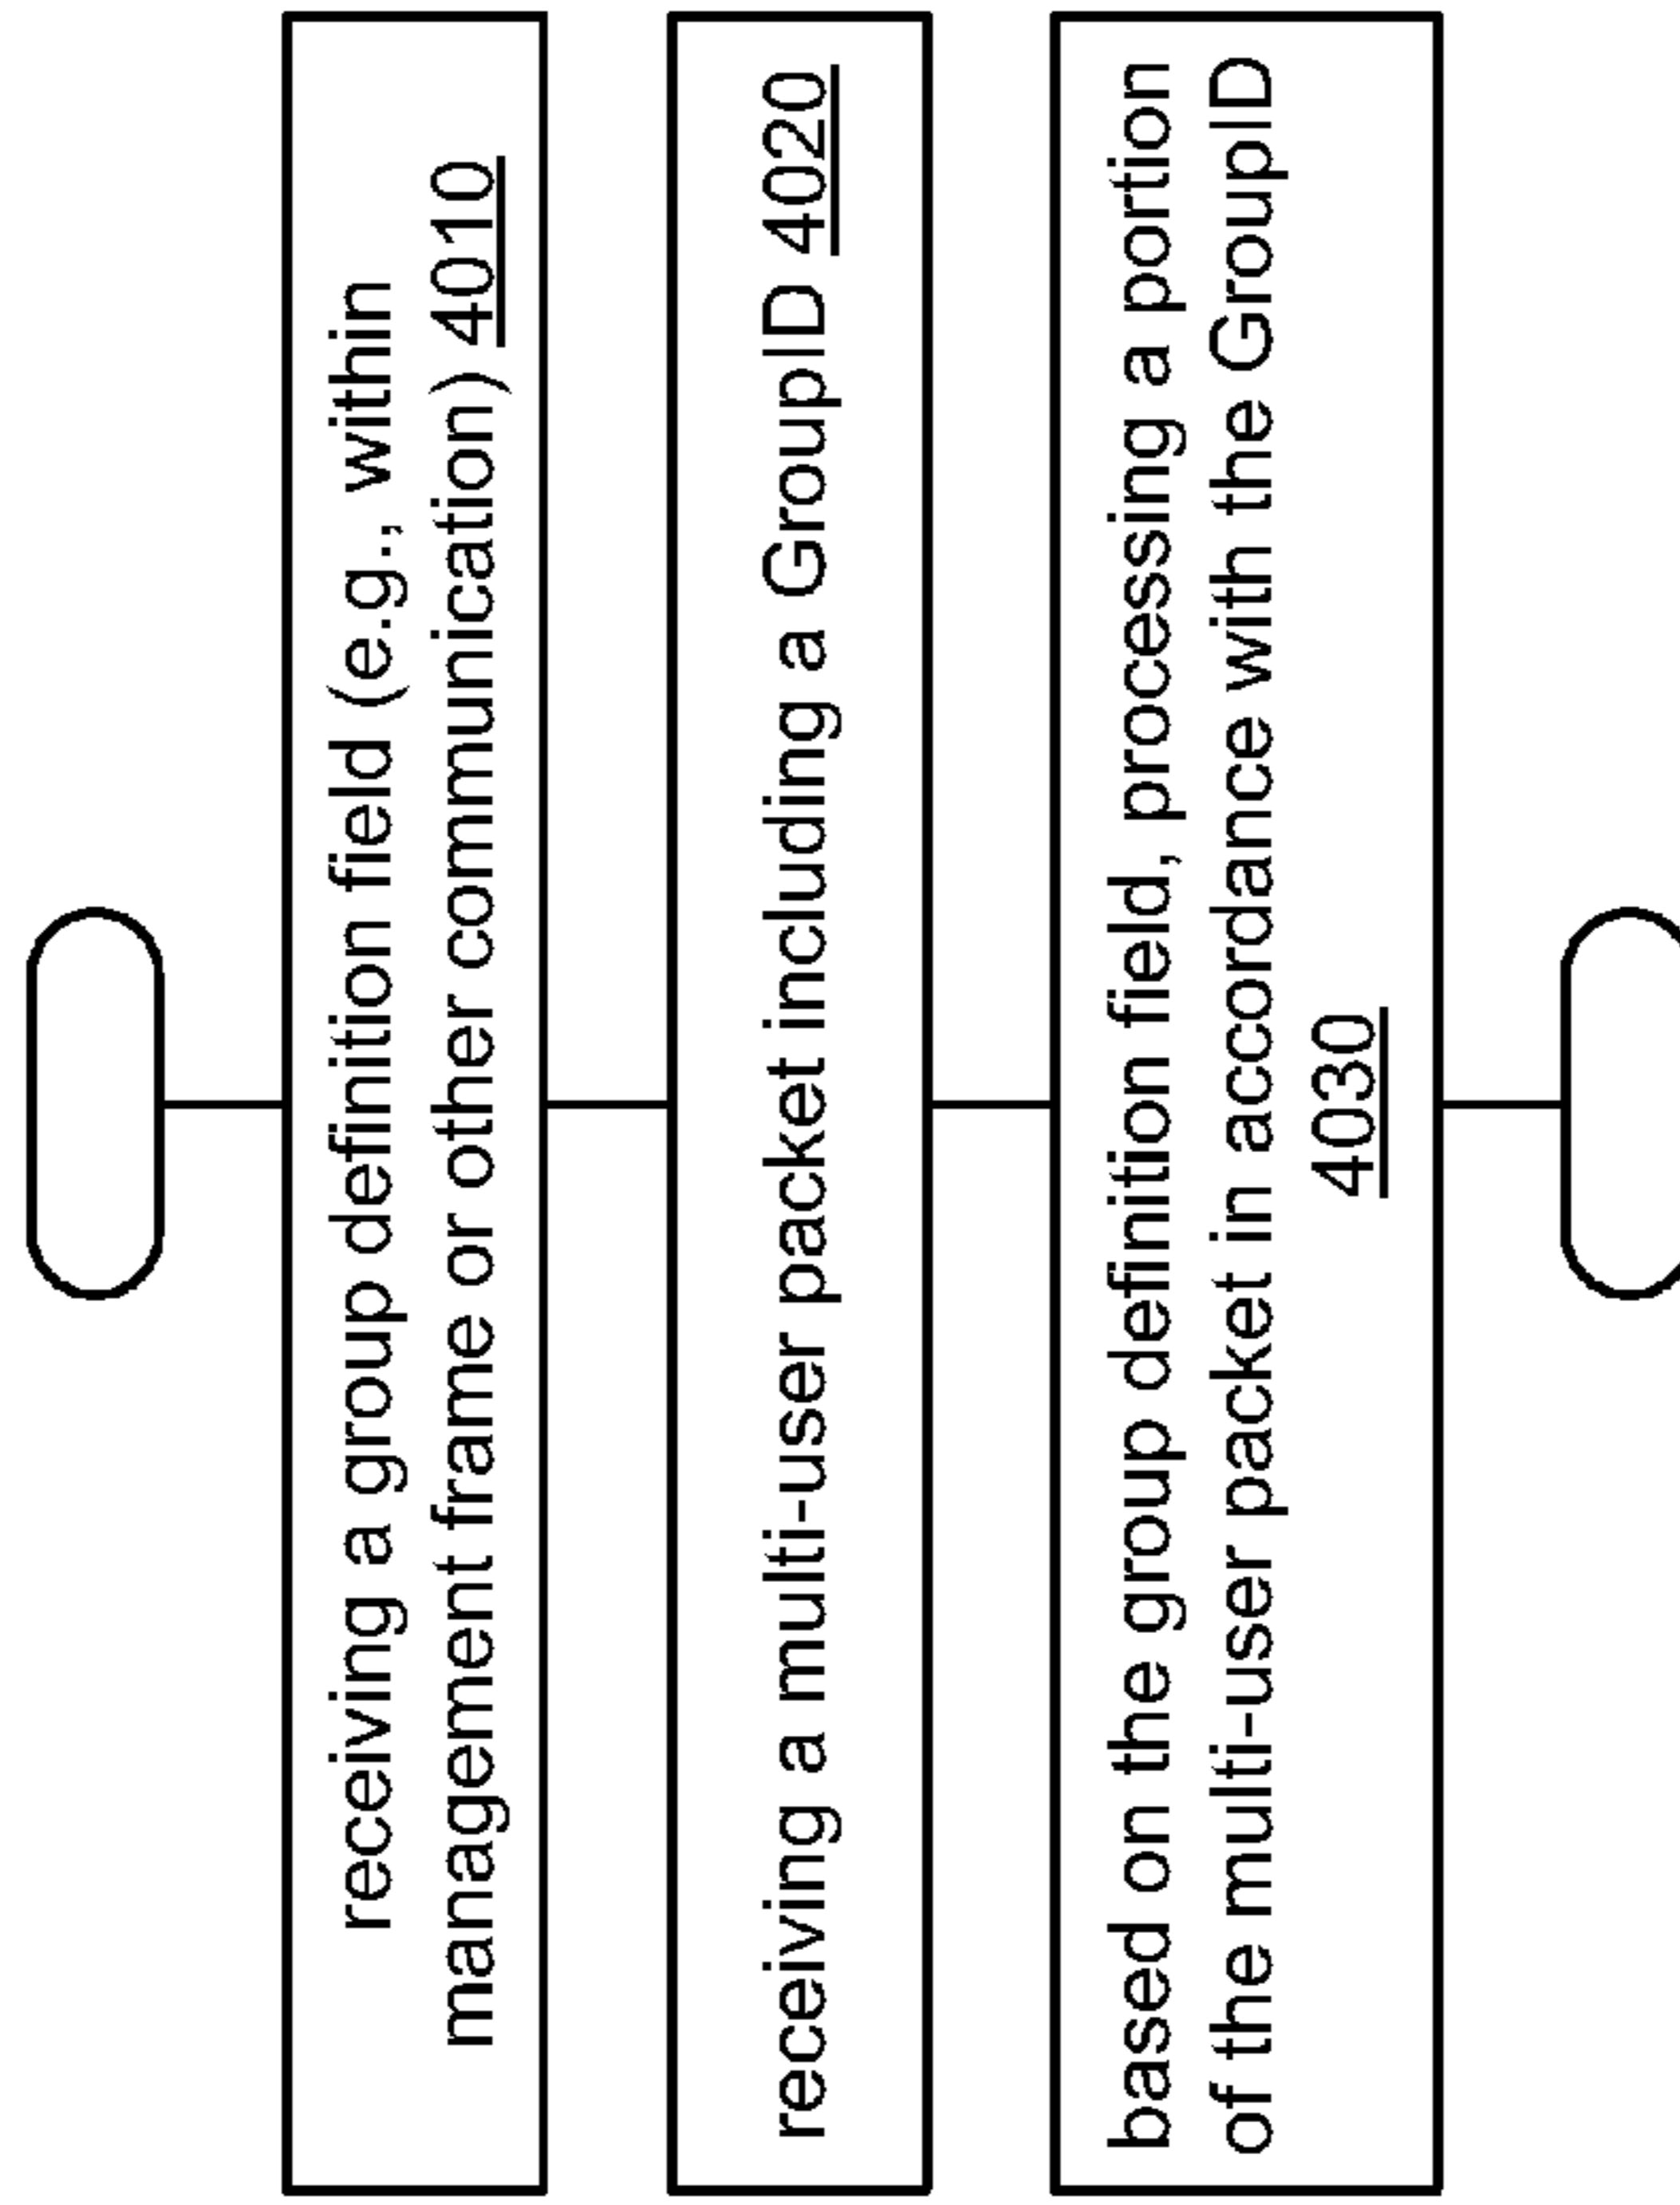 receiving a group definition field (e.g., within
management frame or other communication) 4010
receiving a multi-user packet including a GroupID 4020
based on the group definition field, processing a portion
of the multi-user packet in accordance with the GroupID
4030